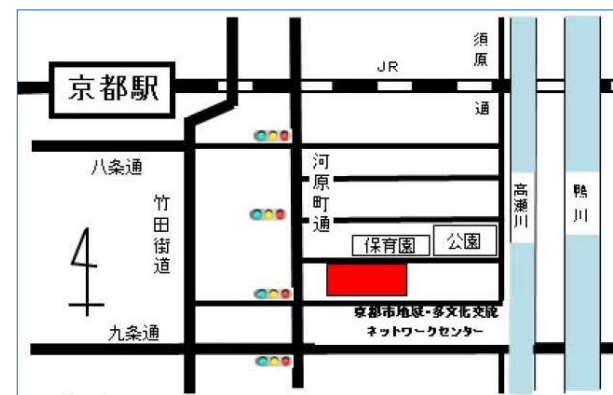 須原通
JR
京都駅
八条通
河原町通
竹田街道
高瀬川
鴨川
保育園
公園
京都市地域・多文化交流
ネットワークセンター
九条通